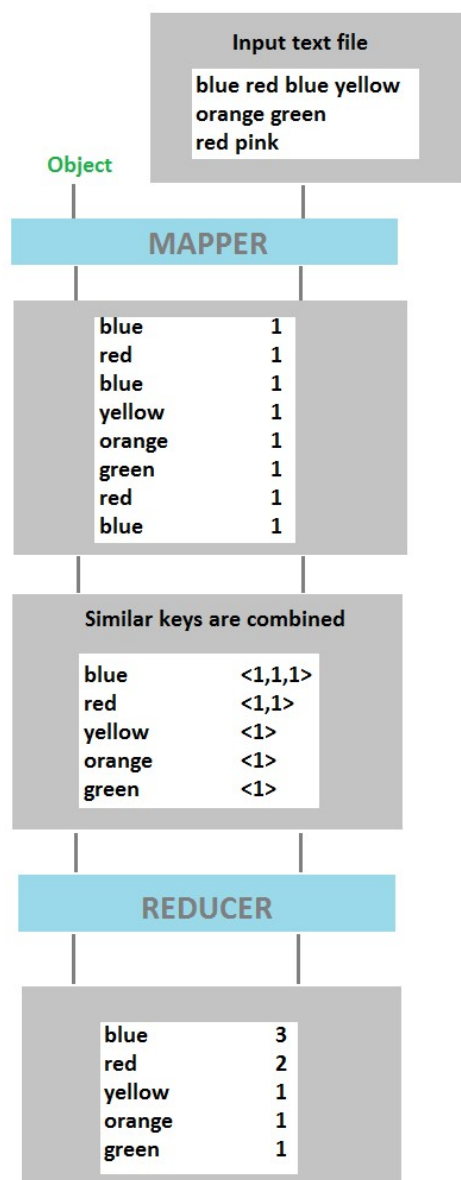 Input text file
blue red blue yellow
orange green
red pink
Object
MAPPER
blue 1
red 1
blue 1
yellow 1
orange 1
green 1
red 1
blue 1
Similar keys are combined
blue <1,1,1>
red <1,1>
yellow <1>
orange <1>
green <1>
REDUCER
blue 3
red 2
yellow 1
orange 1
green 1